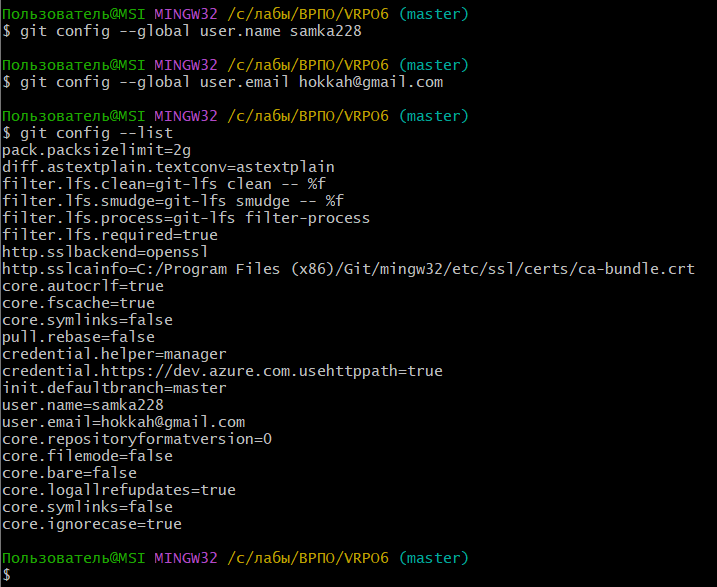 Пользователь@MSI MINGW32 /c/лабы/ВРПО/VRPO6 (master)
$ git config --global user.name samka228
Пользователь@MSI MINGW32 /c/лабы/ВРПО/VRPO6 (master)
$ git config --global user.email hokkah@gmail.com
Пользователь@MSI MINGW32 /c/лабы/ВРПО/VRPO6 (master)
$ git config --list
pack.packsizelimit=2g
diff.astextplain.textconv=astextplain
filter.lfs.clean=git-lfs clean -- %f
filter.lfs.smudge=git-lfs smudge -- %f
filter.lfs.process=git-lfs filter-process
filter.lfs.required=true
http.sslbackend=openssl
http.sslcainfo=C:/Program Files (x86)/Git/mingw32/etc/ssl/certs/ca-bundle.crt
core.autocrlf=true
core.fscache=true
core.symlinks=false
pull.rebase=false
credential.helper=manager
credential.https://dev.azure.com.usehttppath=true
init.defaultbranch=master
user.name=samka228
user.email=hokkah@gmail.com
core.repositoryformatversion=0
core.filemode=false
core.bare=false
core.logallrefupdates=true
core.symlinks=false
core.ignorecase=true
Пользователь@MSI MINGW32 /c/лабы/ВРПО/VRPO6 (master)
$